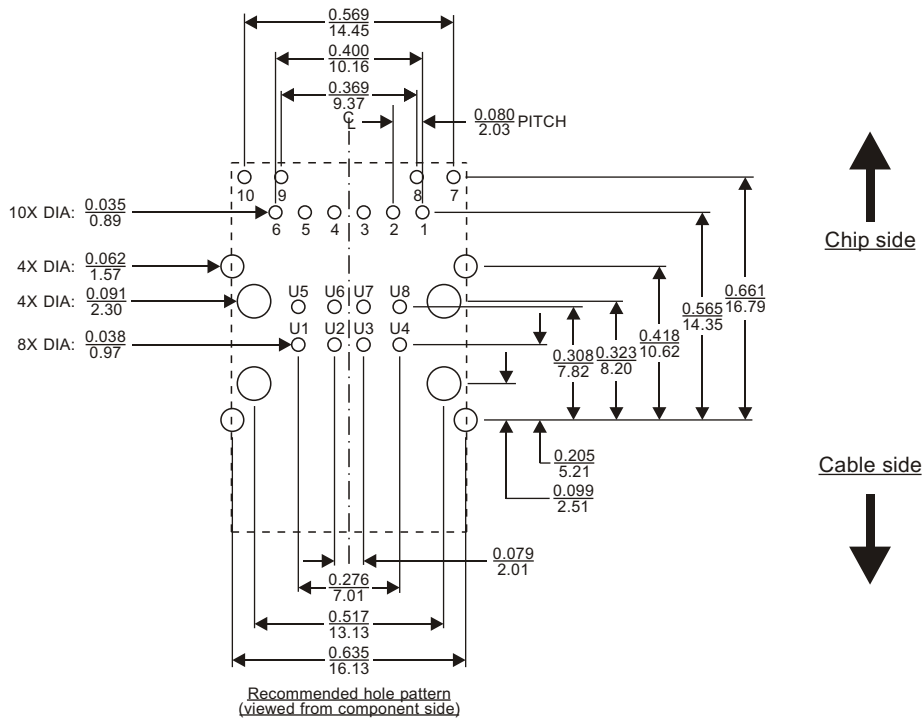 0.569
14.45
0.400
10.16
0.369
9.37
℄
0.080
2.03 PITCH
10 9 8 7
10X DIA: 0.035
0.89
6 5 4 3 2 1
Chip side
4X DIA: 0.062
1.57
4X DIA: 0.091
2.30
U5 U6 U7 U8
8X DIA: 0.038
0.97
U1 U2 U3 U4
0.308
7.82
0.323
8.20
0.418
10.62
0.565
14.35
0.661
16.79
0.205
5.21
0.099
2.51
Cable side
0.079
2.01
0.276
7.01
0.517
13.13
0.635
16.13
Recommended hole pattern
(viewed from component side)